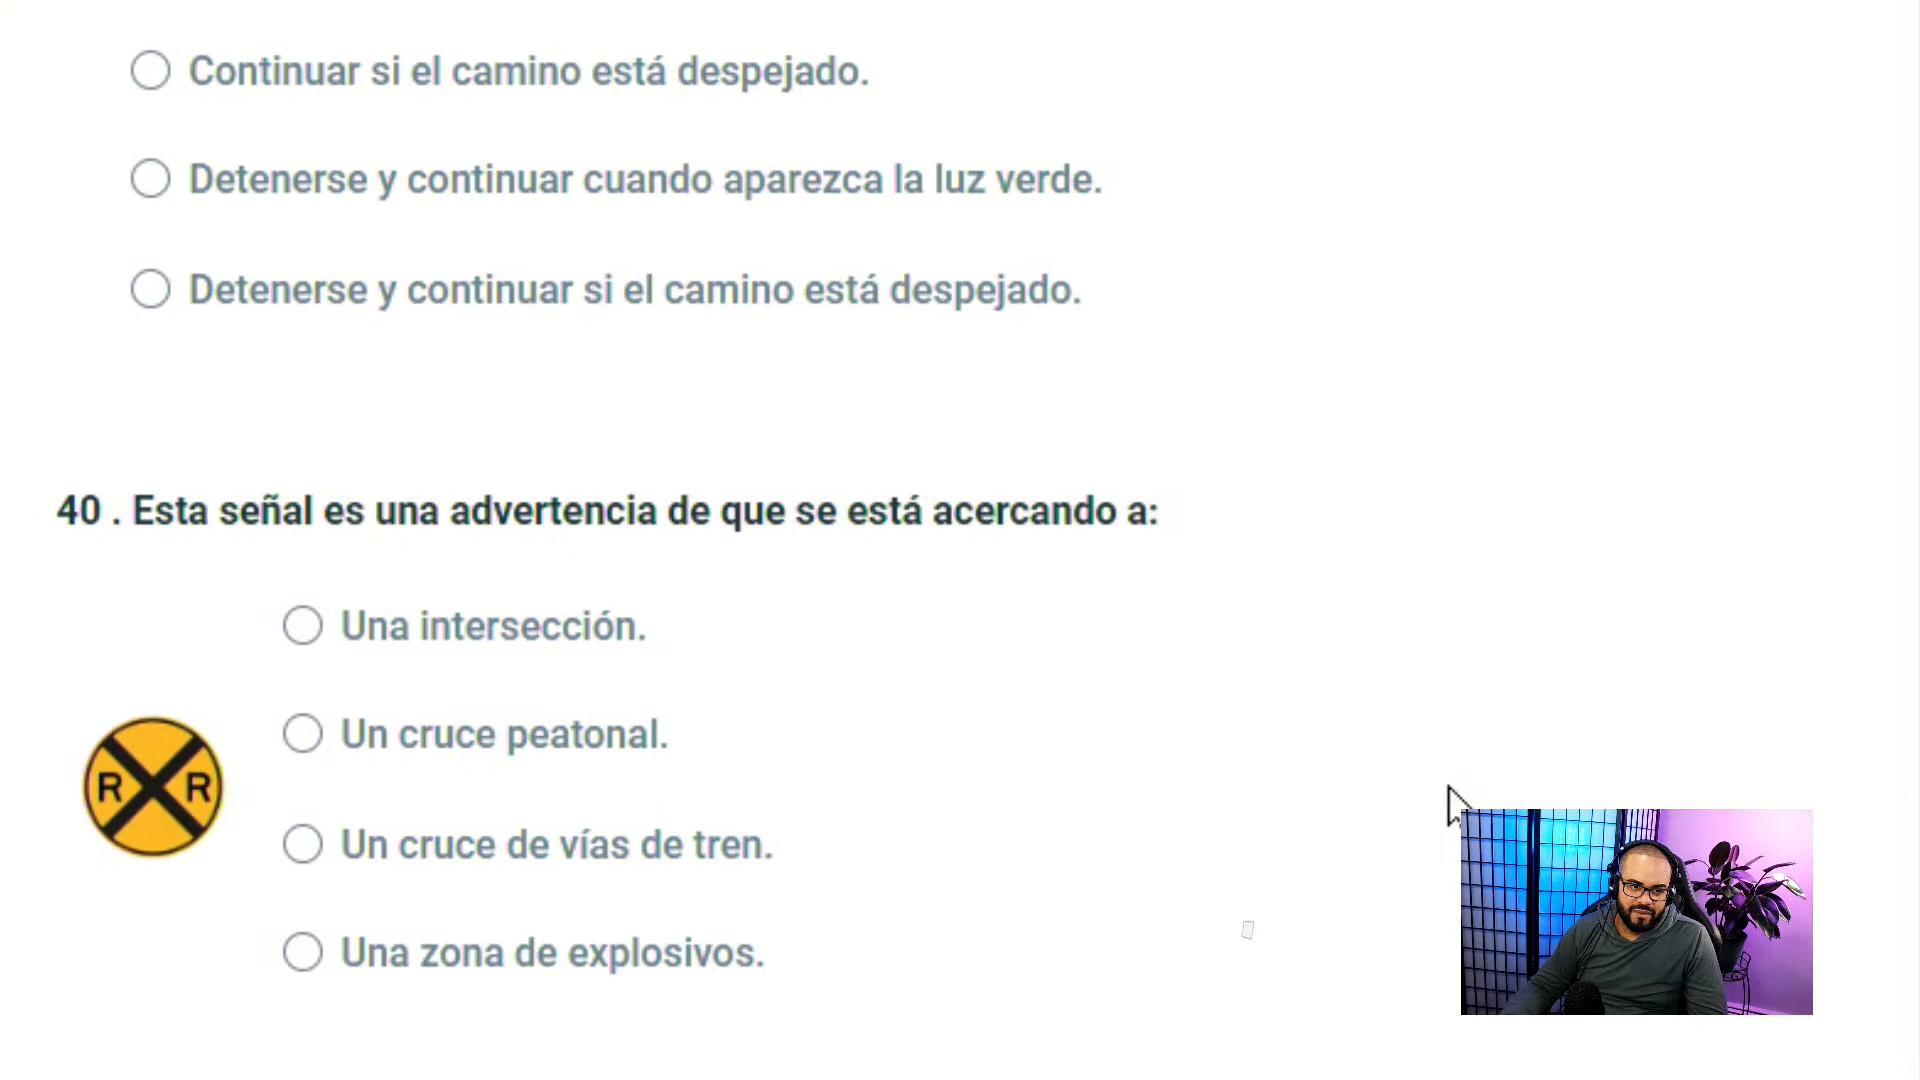 Continuar si el camino está despejado.
Detenerse y continuar cuando aparezca la luz verde.
Detenerse y continuar si el camino está despejado.
40 . Esta señal es una advertencia de que se está acercando a:
Una intersección.
Un cruce peatonal.
R R
Un cruce de vías de tren.
Una zona de explosivos.